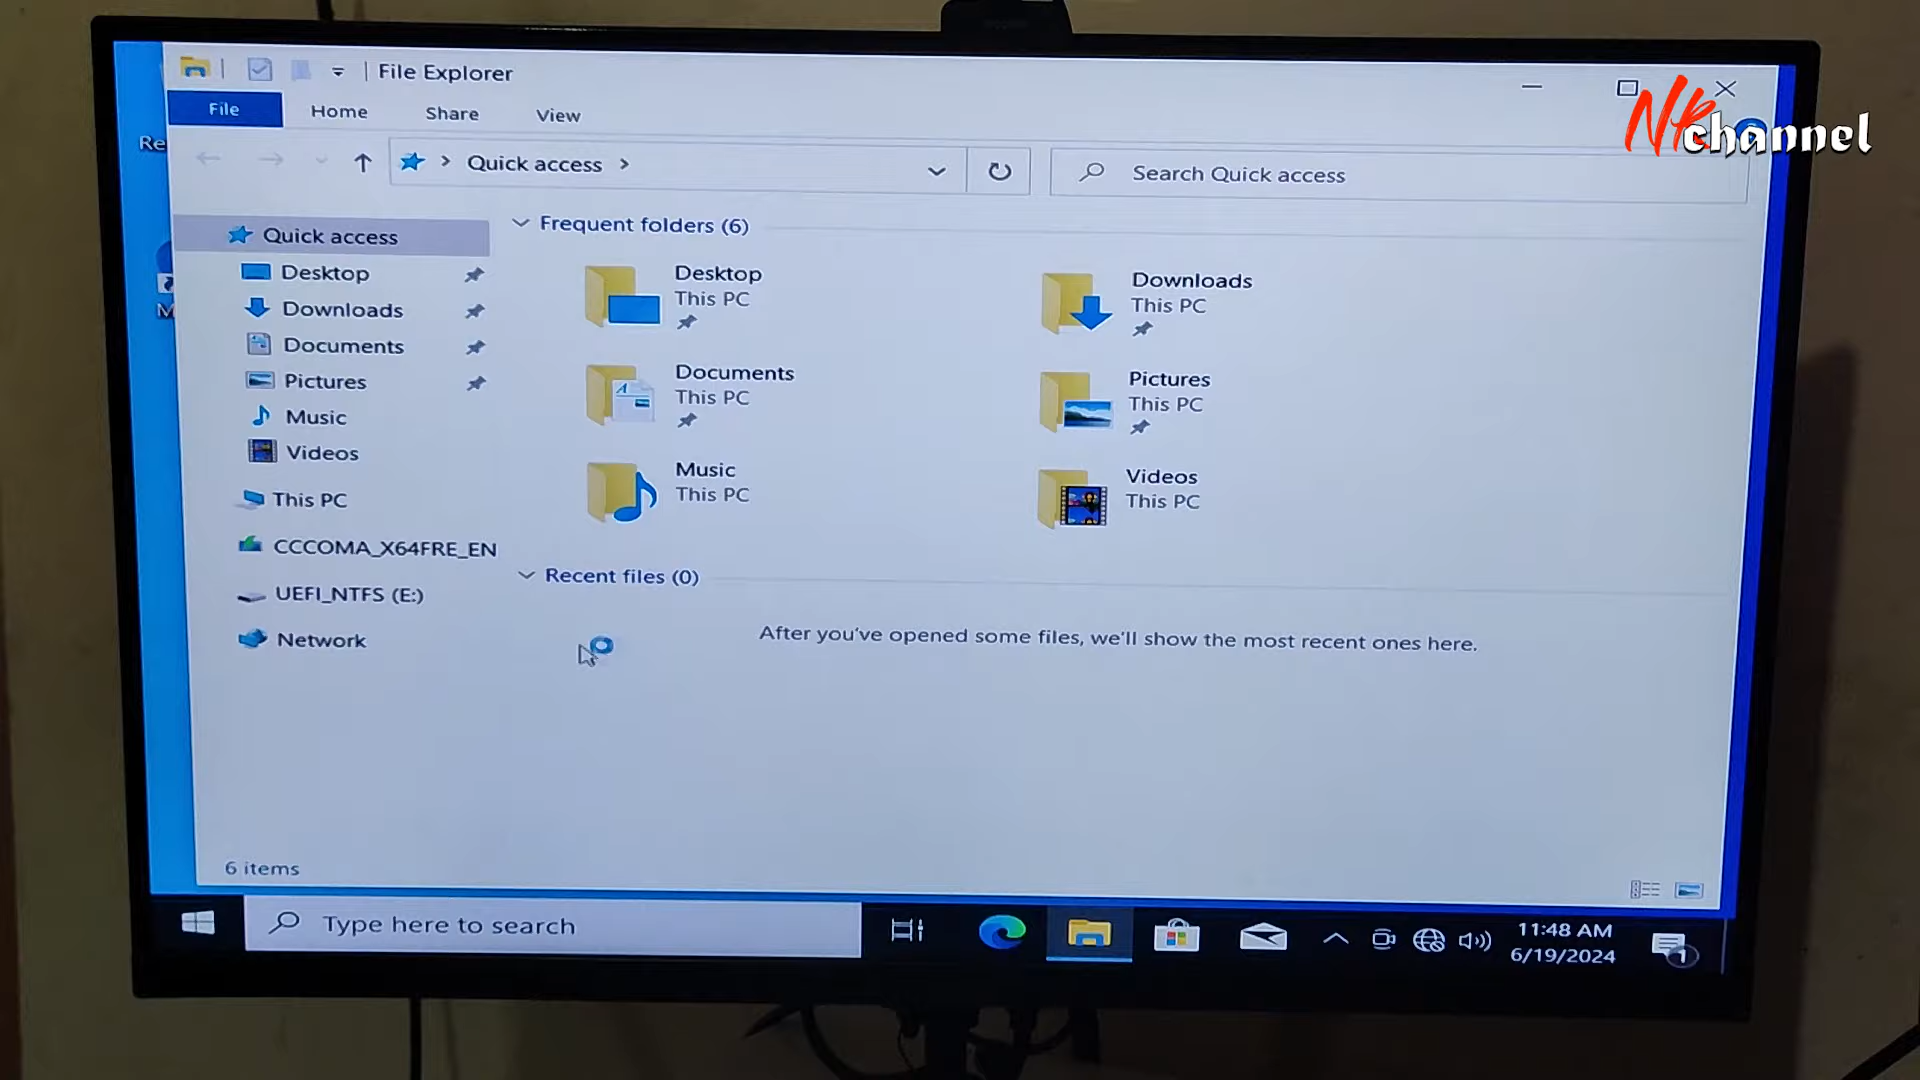 File Explorer
File Home Share View
Quick access
Search Quick access
NK channel
Re
M
Quick access
Desktop
Downloads
Documents
Pictures
Music
Videos
This PC
CCCOMA_X64FRE_EN
UEFI_NTFS (E:)
Network
Frequent folders (6)
Desktop
This PC
Downloads
This PC
Documents
This PC
Pictures
This PC
Music
This PC
Videos
This PC
Recent files (0)
After you've opened some files, we'll show the most recent ones here.
6 items
Type here to search
11:48 AM
6/19/2024
1